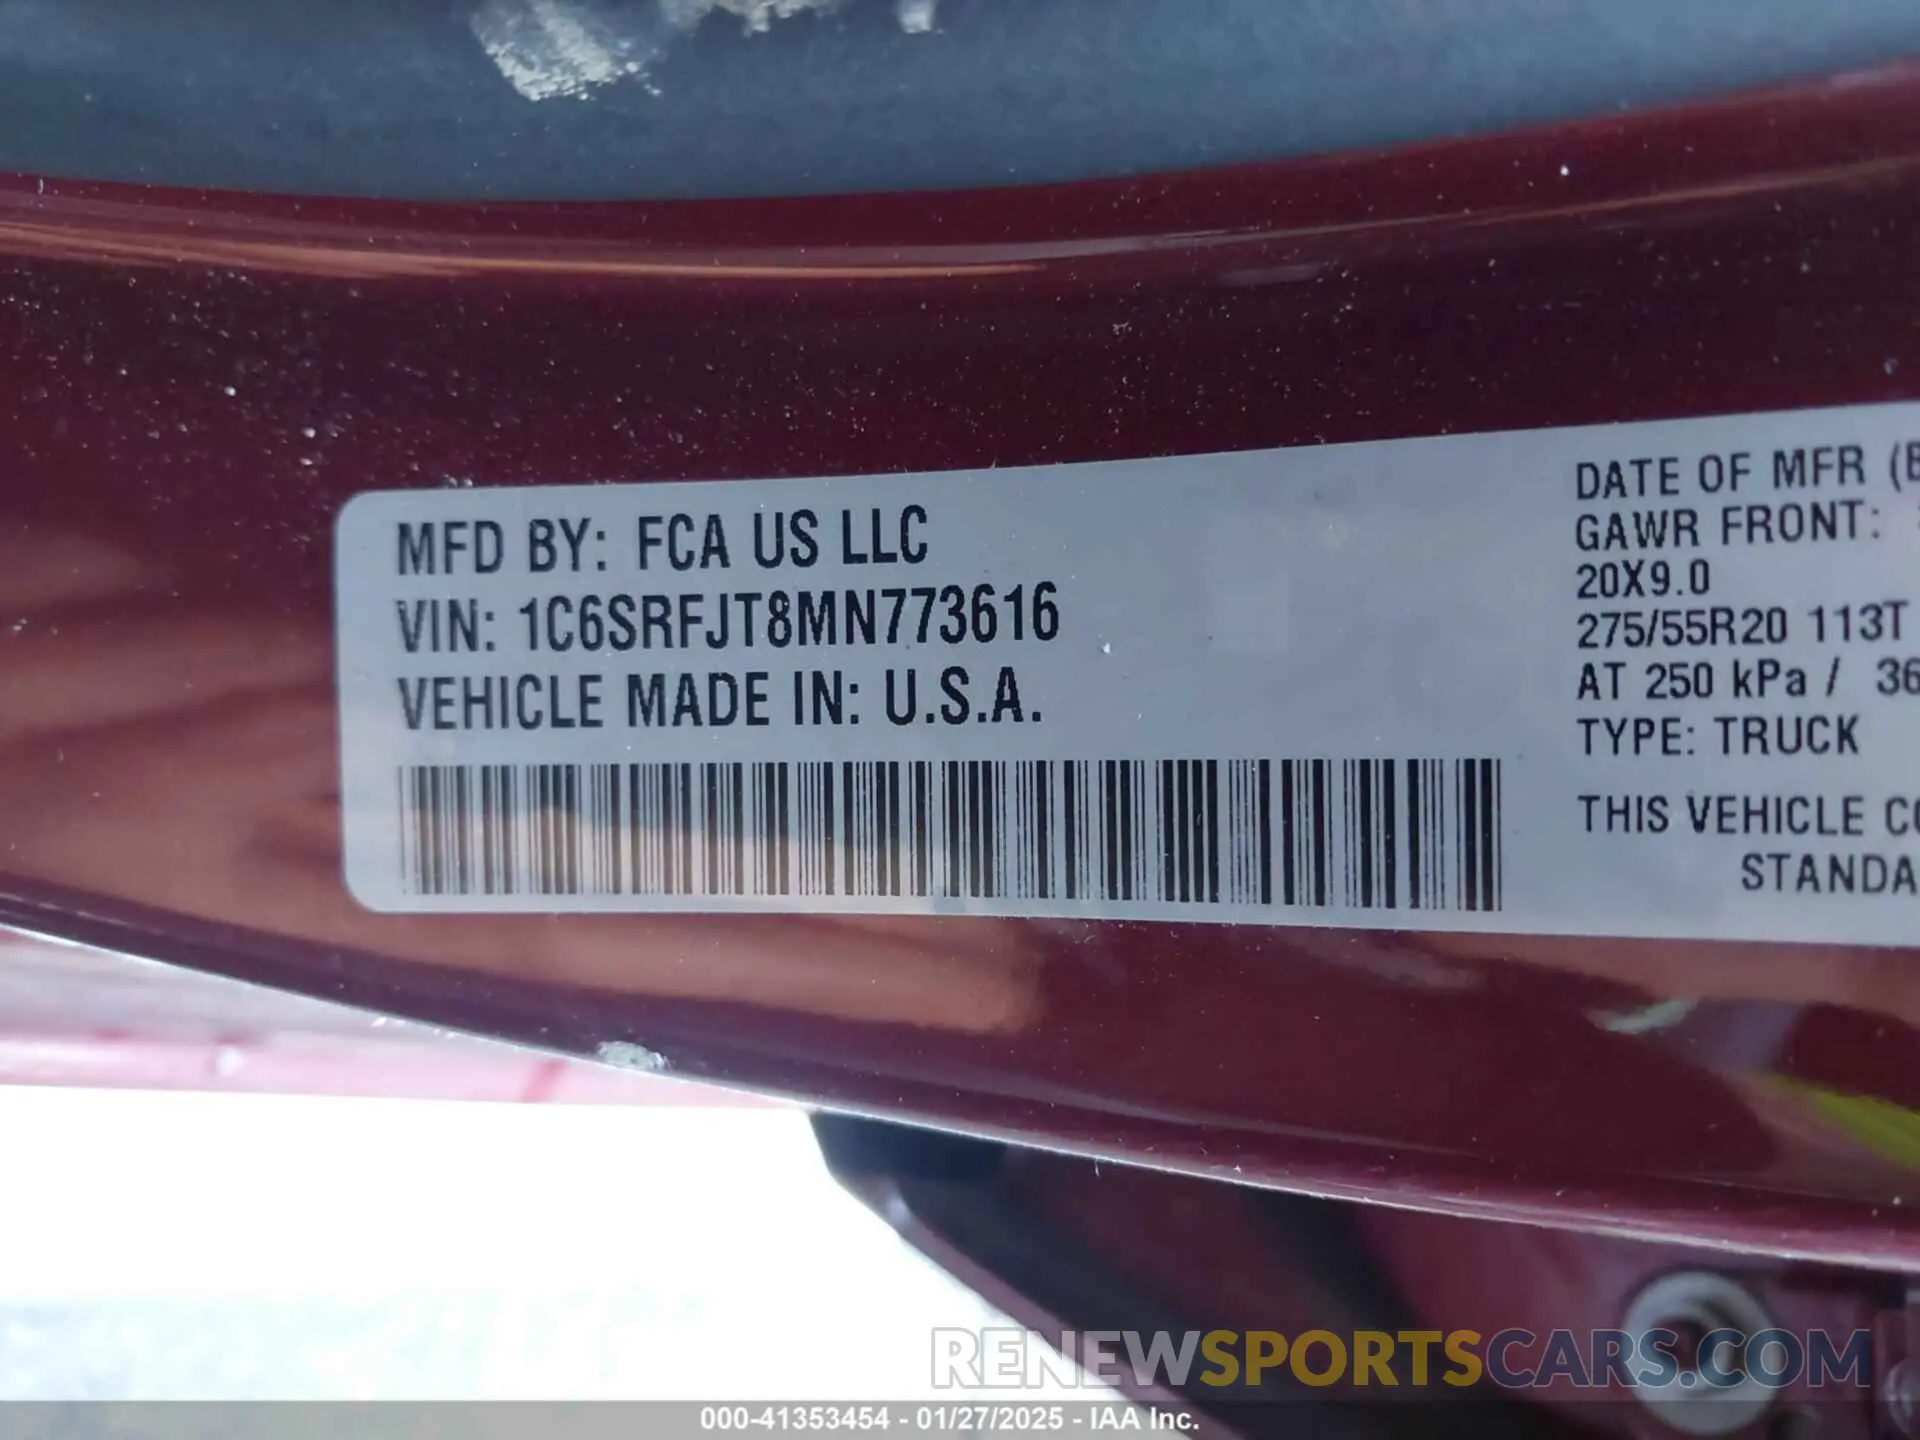 MFD BY: FCA US LLC
VIN: 1C6SRFJT8MN773616
VEHICLE MADE IN: U.S.A.
DATE OF MFR
GAWR FRONT:
20X9.0
275/55R20 113T
AT 250 kPa / 36
TYPE: TRUCK
THIS VEHICLE
RENEWSPORTSCARS.COM
000-41353454 - 01/27/2025 - IAA Inc.